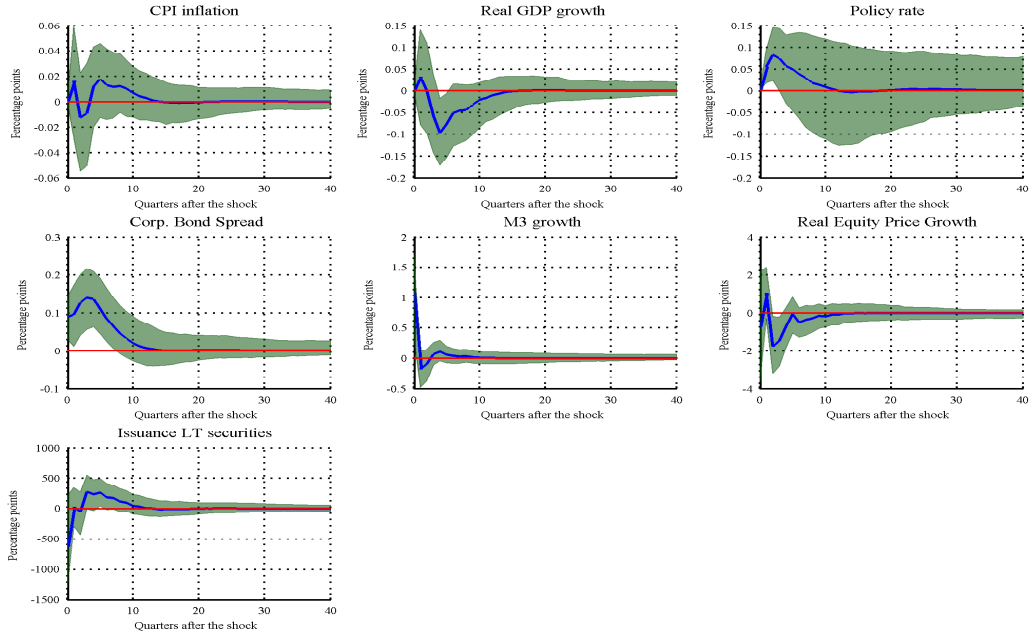 CPI inflation
0.06
0.04
0.02
0
-0.02
-0.04
-0.06
Percentage points
0 10 20 30 40
Quarters after the shock
Real GDP growth
0.15
0.1
0.05
0
-0.05
-0.1
-0.15
-0.2
Percentage points
0 10 20 30 40
Quarters after the shock
Policy rate
0.15
0.1
0.05
0
-0.05
-0.1
-0.15
-0.2
Percentage points
0 10 20 30 40
Quarters after the shock
Corp. Bond Spread
0.3
0.2
0.1
0
-0.1
Percentage points
0 10 20 30 40
Quarters after the shock
M3 growth
2
1.5
1
0.5
0
-0.5
Percentage points
0 10 20 30 40
Quarters after the shock
Real Equity Price Growth
4
2
0
-2
-4
Percentage points
0 10 20 30 40
Quarters after the shock
Issuance LT securities
1000
500
0
-500
-1000
-1500
Percentage points
0 10 20 30 40
Quarters after the shock